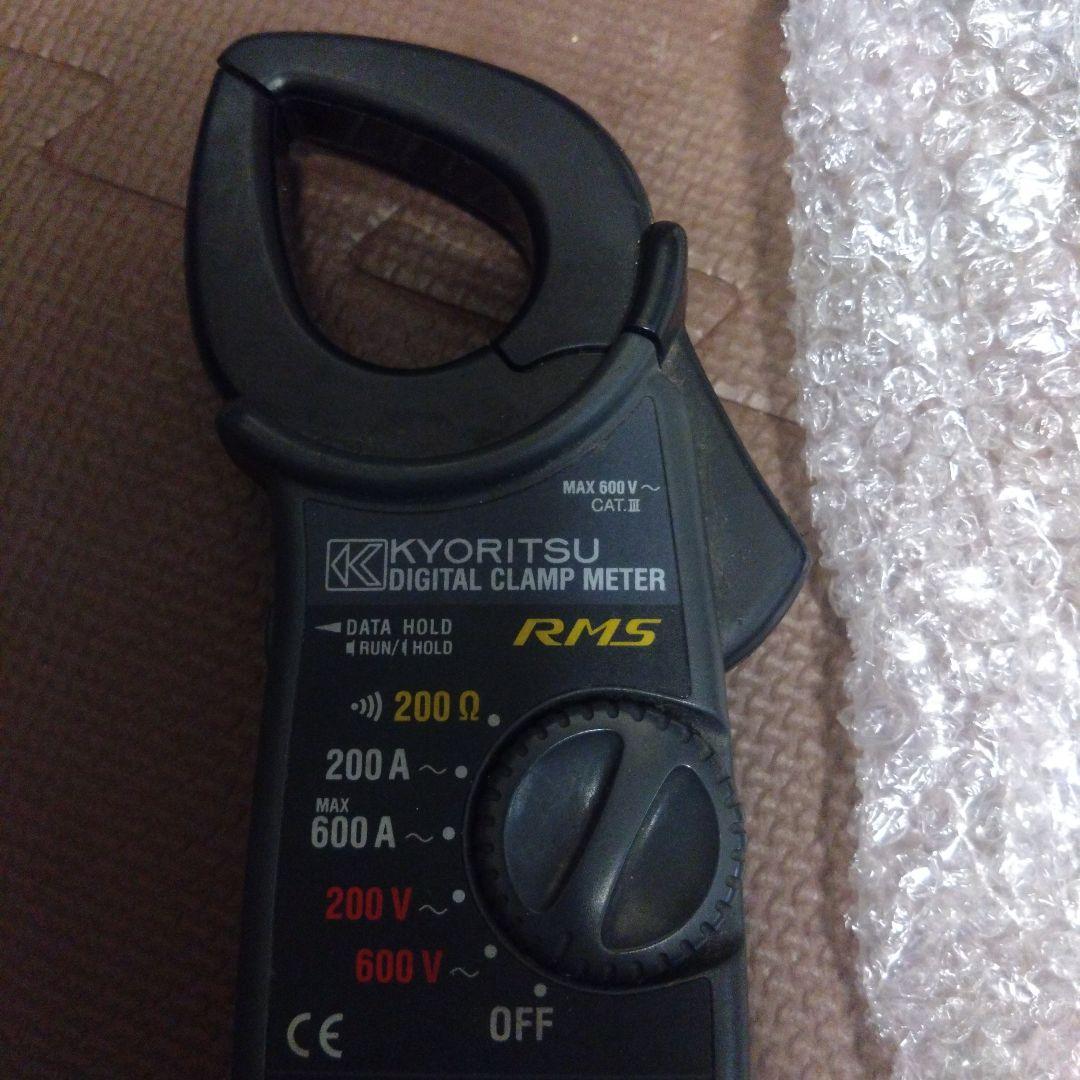 MAX 600 V ~
CAT. III
KYORITSU
DIGITAL CLAMP METER
DATA HOLD
RUN/ HOLD
RMS
200 Ω
200 A ~
MAX
600 A ~
200 V ~
600 V ~
OFF
CE